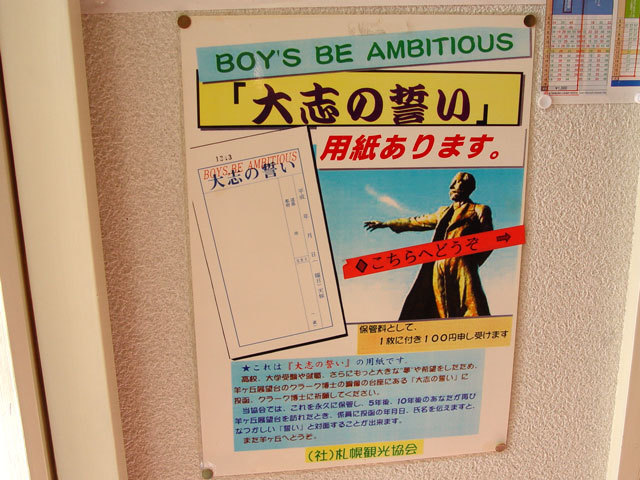 BOY'S BE AMBITIOUS
「大志の誓い」
用紙あります。
BOYS, BE AMBITIOUS
大志の誓い
平成 年 月 日
こちらへどうぞ
保管料として、
1枚に付き100円申し受けます
★これは『大志の誓い』の用紙です。
高校、大学受験や就職、さらにもっと大きな"夢"や希望をしたため、
羊ヶ丘展望台のクラーク博士の銅像の台座にある「大志の誓い」に
投函、クラーク博士に祈願してください。
当協会では、これを永久に保管し、5年後、10年後のあなたが再び
羊ヶ丘展望台を訪れたとき、係員に投函の年月日、氏名を伝えますと、
なつかしい「誓い」と対面することが出来ます。
また羊ヶ丘へどうぞ。
(社)札幌観光協会